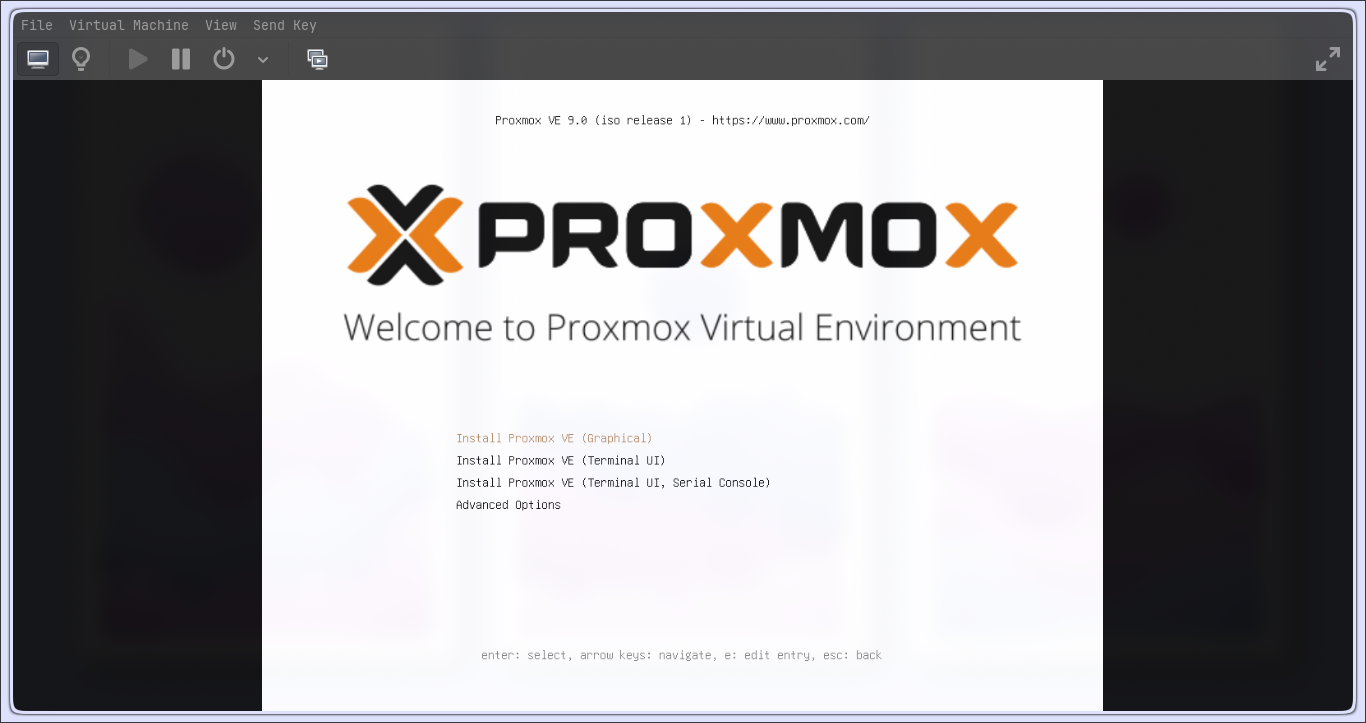 File Virtual Machine View Send Key
Proxmox VE 9.0 (iso release 1) - https://www.proxmox.com/
PROXMOX
Welcome to Proxmox Virtual Environment
Install Proxmox VE (Graphical)
Install Proxmox VE (Terminal UI)
Install Proxmox VE (Terminal UI, Serial Console)
Advanced Options
enter: select, arrow keys: navigate, e: edit entry, esc: back